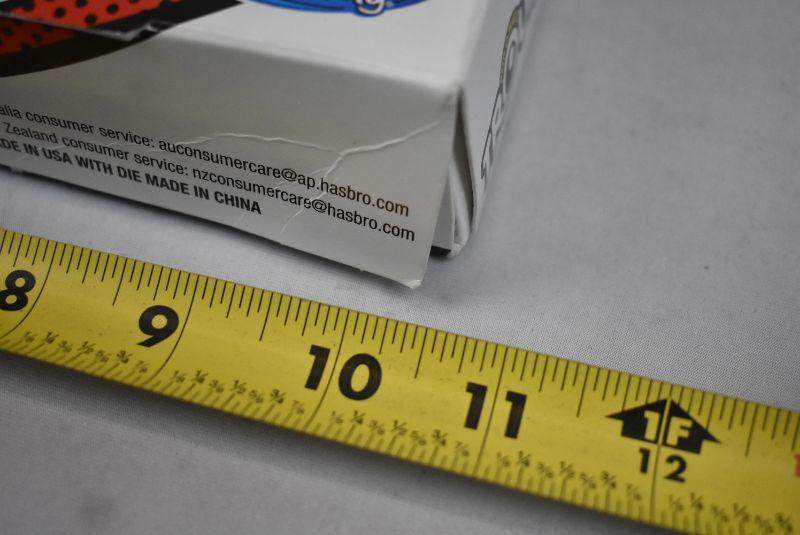 alia consumer service: auconsumercare@ap.hasbro.com
Zealand consumer service: nzconsumercare@hasbro.com
DE IN USA WITH DIE MADE IN CHINA
8 9 10 11 1F
12